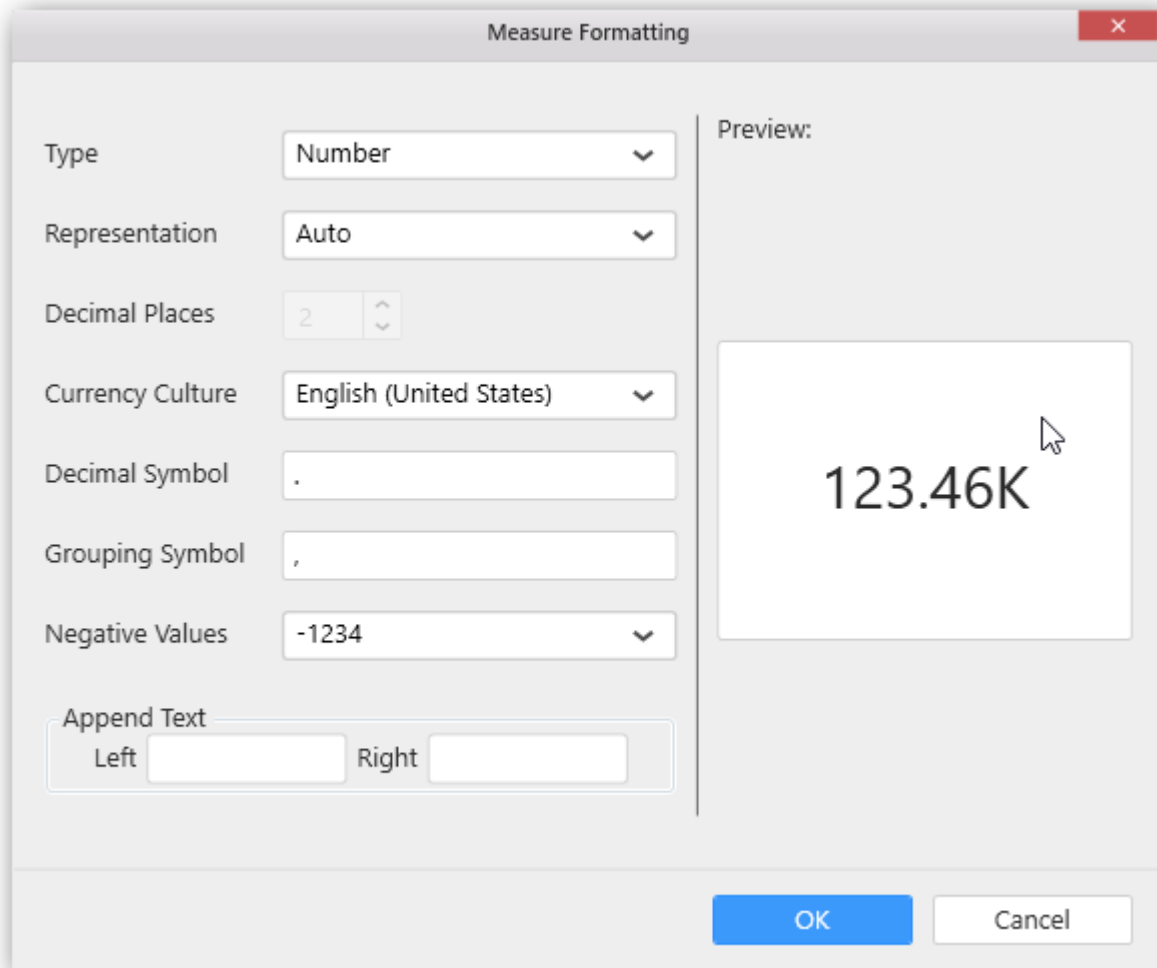 Measure Formatting
Type
Number
Representation
Auto
Decimal Places
2
Currency Culture
English (United States)
Decimal Symbol
.
Grouping Symbol
,
Negative Values
-1234
Append Text
Left
Right
Preview:
123.46K
OK
Cancel